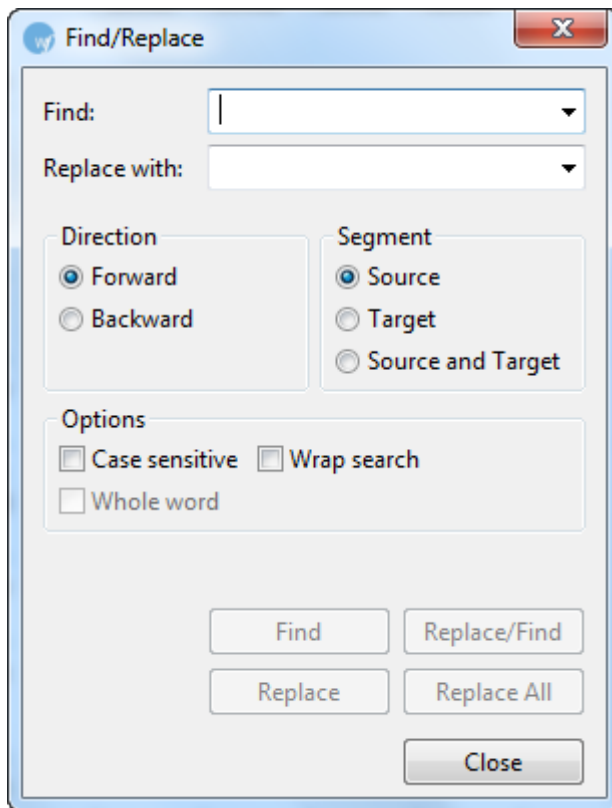 Find/Replace
Find:
Replace with:
Direction
Forward
Backward
Segment
Source
Target
Source and Target
Options
Case sensitive Wrap search
Whole word
Find Replace/Find
Replace Replace All
Close